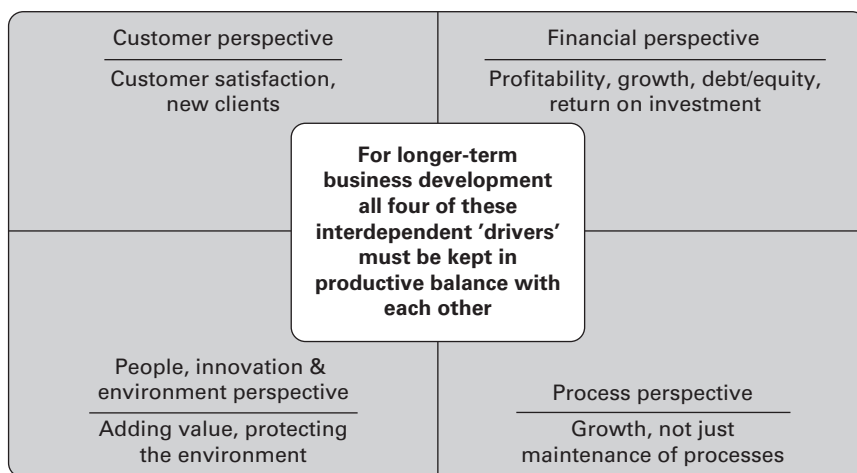 Customer perspective
Customer satisfaction,
new clients
Financial perspective
Profitability, growth, debt/equity,
return on investment
For longer-term
business development
all four of these
interdependent ’drivers’
must be kept in
productive balance with
each other
People, innovation &
environment perspective
Adding value, protecting
the environment
Process perspective
Growth, not just
maintenance of processes